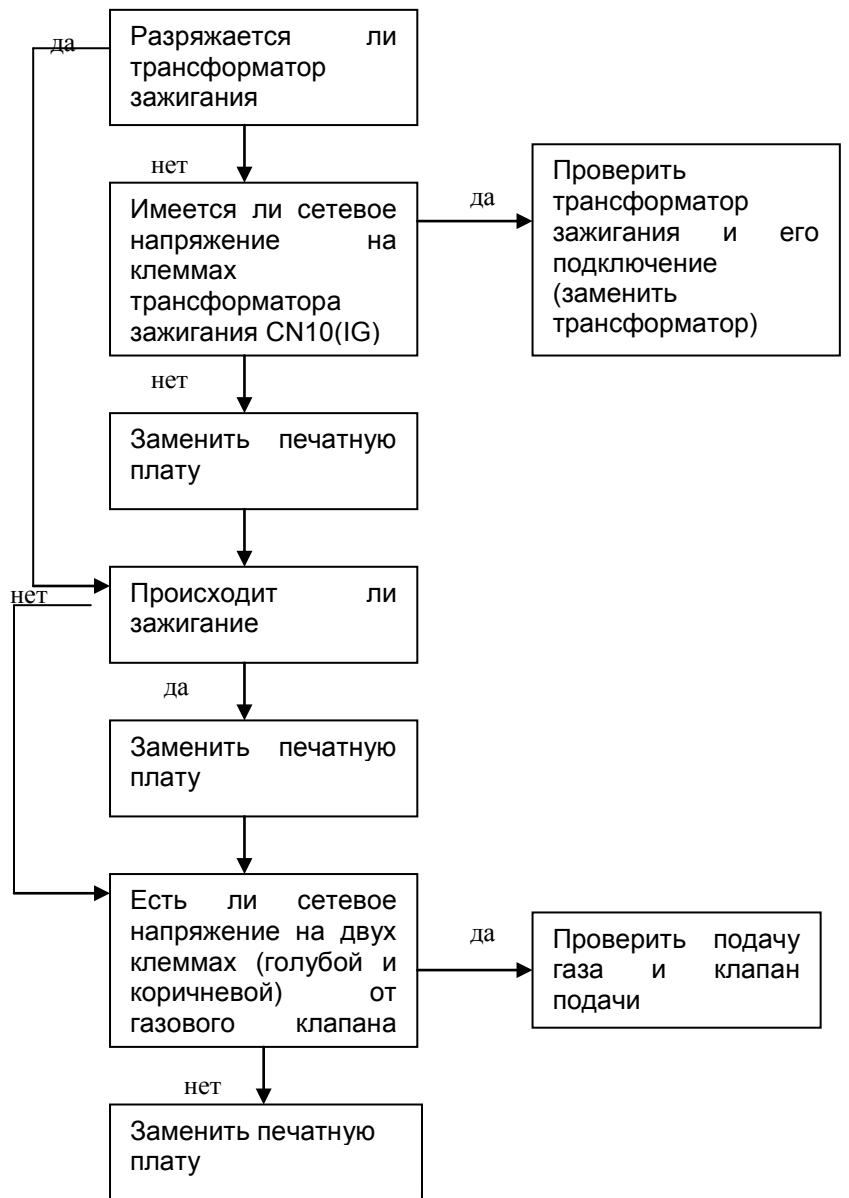 да
Разряжается ли
трансформатор
зажигания
нет
Имеется ли сетевое
напряжение на
клеммах
трансформатора
зажигания CN10(IG)
да
Проверить
трансформатор
зажигания и его
подключение
(заменить
трансформатор)
нет
Заменить печатную
плату
нет
Происходит ли
зажигание
да
Заменить печатную
плату
Есть ли сетевое
напряжение на двух
клеммах (голубой и
коричневой) от
газового клапана
да
Проверить подачу
газа и клапан
подачи
нет
Заменить печатную
плату